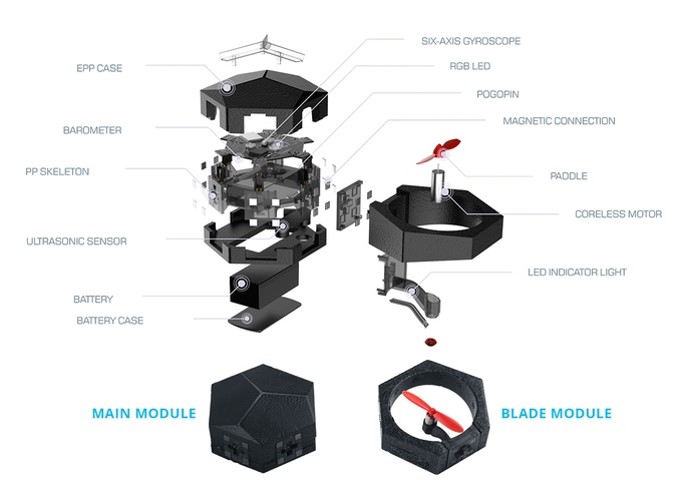 SIX-AXIS GYROSCOPE
RGB LED
EPP CASE
POGOPIN
MAGNETIC CONNECTION
BAROMETER
PP SKELETON
PADDLE
CORELESS MOTOR
ULTRASONIC SENSOR
LED INDICATOR LIGHT
BATTERY
BATTERY CASE
MAIN MODULE
BLADE MODULE